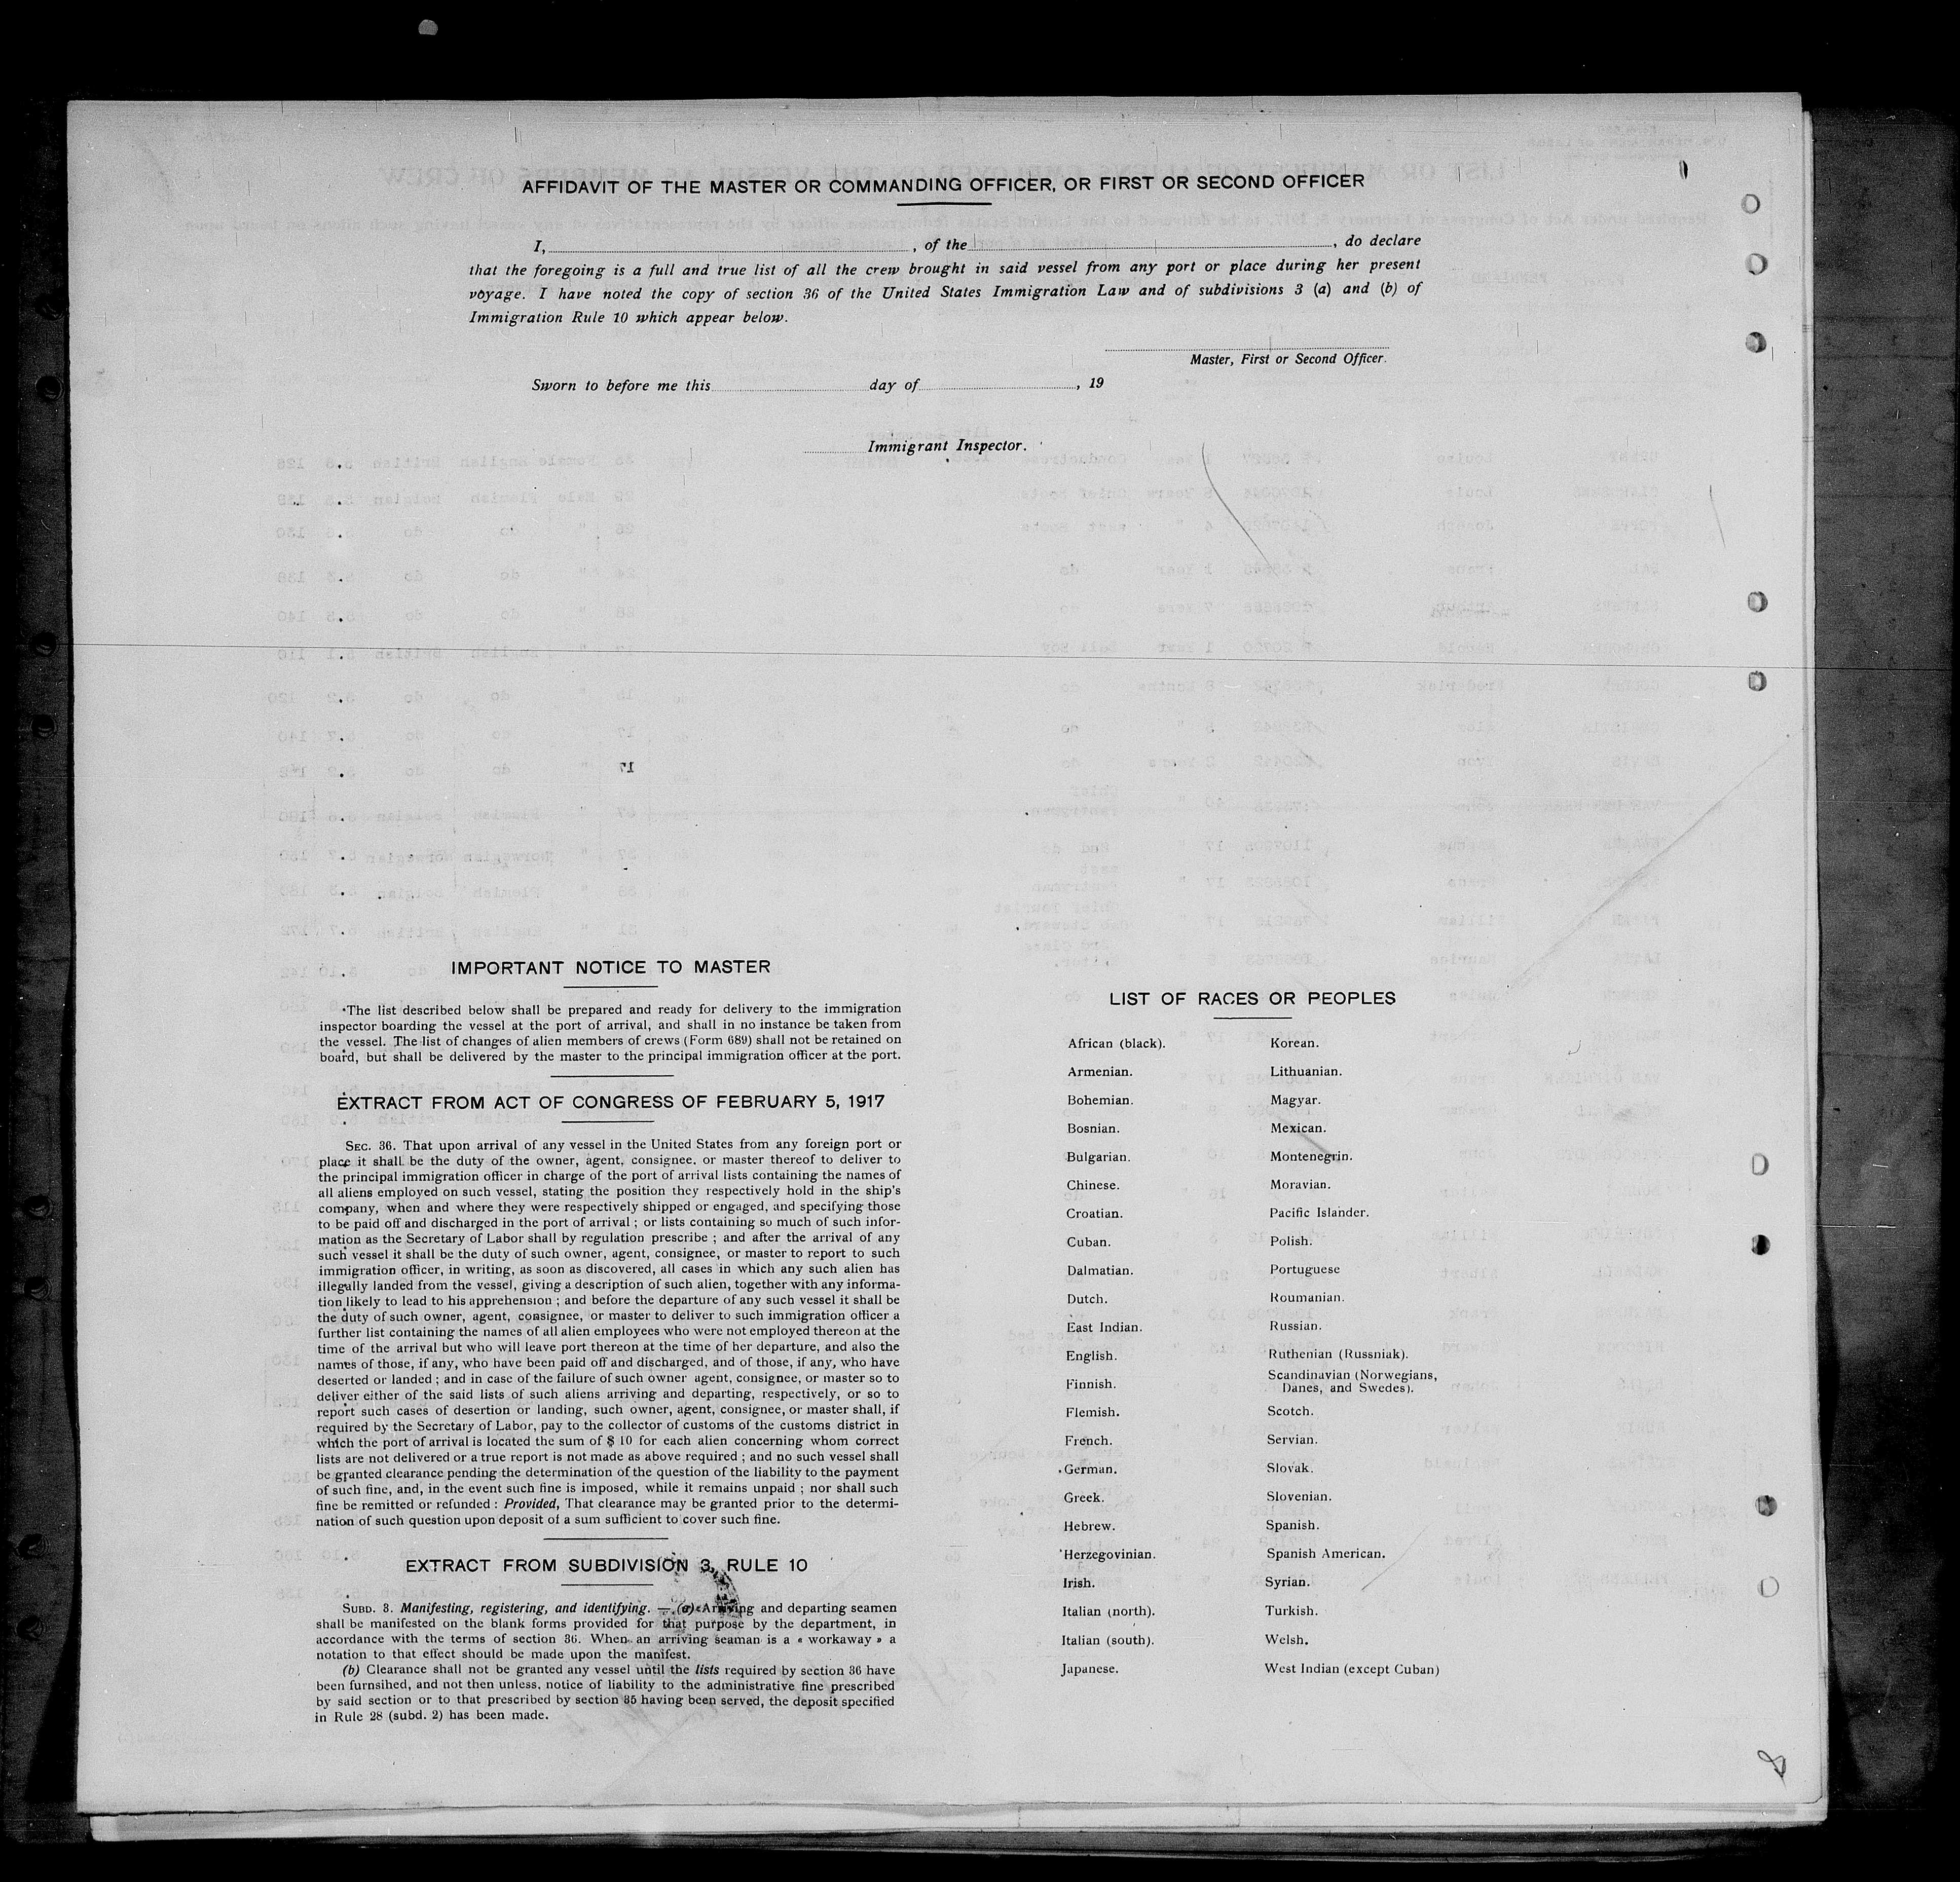 AFFIDAVIT OF THE MASTER OR COMMANDING OFFICER, OR FIRST OR SECOND OFFICER
I, , of the , do declare
that the foregoing is a full and true list of all the crew brought in said vessel from any port or place during her present
voyage. I have noted the copy of section 36 of the United States Immigration Law and of subdivisions 3 (a) and (b) of
Immigration Rule 10 which appear below.
Master, First or Second Officer.
Sworn to before me this day of , 19
Immigrant Inspector.
IMPORTANT NOTICE TO MASTER
The list described below shall be prepared and ready for delivery to the immigration
inspector boarding the vessel at the port of arrival, and shall in no instance be taken from
the vessel. The list of changes of alien members of crews (Form 689) shall not be retained on
board, but shall be delivered by the master to the principal immigration officer at the port.
EXTRACT FROM ACT OF CONGRESS OF FEBRUARY 5, 1917
SEC. 36. That upon arrival of any vessel in the United States from any foreign port or
place it shall be the duty of the owner, agent, consignee, or master thereof to deliver to
the principal immigration officer in charge of the port of arrival lists containing the names of
all aliens employed on such vessel, stating the position they respectively hold in the ship's
company, when and where they were respectively shipped or engaged, and specifying those
to be paid off and discharged in the port of arrival ; or lists containing so much of such infor-
mation as the Secretary of Labor shall by regulation prescribe ; and after the arrival of any
such vessel it shall be the duty of such owner, agent, consignee, or master to report to such
immigration officer, in writing, as soon as discovered, all cases in which any such alien has
illegally landed from the vessel, giving a description of such alien, together with any informa-
tion likely to lead to his apprehension ; and before the departure of any such vessel it shall be
the duty of such owner, agent, consignee, or master to deliver to such immigration officer a
further list containing the names of all alien employees who were not employed thereon at the
time of the arrival but who will leave port thereon at the time of her departure, and also the
names of those, if any, who have been paid off and discharged, and of those, if any, who have
deserted or landed ; and in case of the failure of such owner agent, consignee, or master so to
deliver either of the said lists of such aliens arriving and departing, respectively, or so to
report such cases of desertion or landing, such owner, agent, consignee, or master shall, if
required by the Secretary of Labor, pay to the collector of customs of the customs district in
which the port of arrival is located the sum of $ 10 for each alien concerning whom correct
lists are not delivered or a true report is not made as above required ; and no such vessel shall
be granted clearance pending the determination of the question of the liability to the payment
of such fine, and, in the event such fine is imposed, while it remains unpaid ; nor shall such
fine be remitted or refunded : Provided, That clearance may be granted prior to the determi-
nation of such question upon deposit of a sum sufficient to cover such fine.
EXTRACT FROM SUBDIVISION 3, RULE 10
SUBD. 3. Manifesting, registering, and identifying. — (a) Arriving and departing seamen
shall be manifested on the blank forms provided for that purpose by the department, in
accordance with the terms of section 36. When an arriving seaman is a « workaway » a
notation to that effect should be made upon the manifest.
(b) Clearance shall not be granted any vessel until the lists required by section 36 have
been furnsihed, and not then unless, notice of liability to the administrative fine prescribed
by said section or to that prescribed by section 35 having been served, the deposit specified
in Rule 28 (subd. 2) has been made.
LIST OF RACES OR PEOPLES
African (black).
Armenian.
Bohemian.
Bosnian.
Bulgarian.
Chinese.
Croatian.
Cuban.
Dalmatian.
Dutch.
East Indian.
English.
Finnish.
Flemish.
French.
German.
Greek.
Hebrew.
Herzegovinian.
Irish.
Italian (north).
Italian (south).
Japanese.
Korean.
Lithuanian.
Magyar.
Mexican.
Montenegrin.
Moravian.
Pacific Islander.
Polish.
Portuguese
Roumanian.
Russian.
Ruthenian (Russniak).
Scandinavian (Norwegians,
Danes, and Swedes).
Scotch.
Servian.
Slovak.
Slovenian.
Spanish.
Spanish American.
Syrian.
Turkish.
Welsh.
West Indian (except Cuban)
8